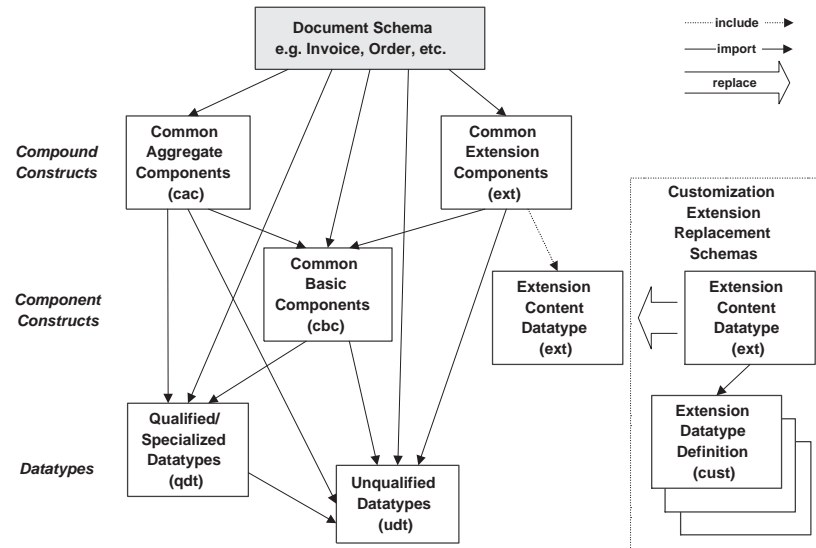 Document Schema
e.g. Invoice, Order, etc.
include
import
replace
Compound
Constructs
Common
Aggregate
Components
(cac)
Common
Extension
Components
(ext)
Customization
Extension
Replacement
Schemas
Component
Constructs
Common
Basic
Components
(cbc)
Extension
Content
Datatype
(ext)
Extension
Content
Datatype
(ext)
Datatypes
Qualified/
Specialized
Datatypes
(qdt)
Unqualified
Datatypes
(udt)
Extension
Datatype
Definition
(cust)